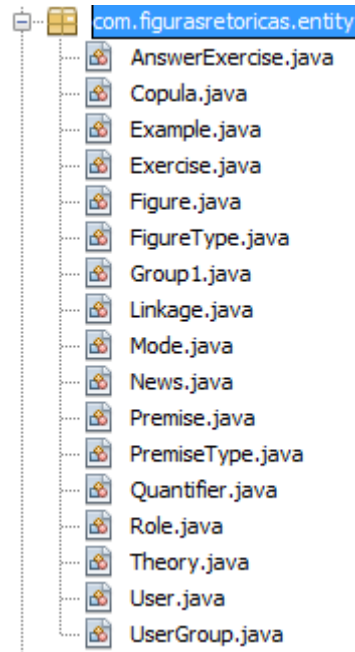 com.figurasretoricas.entity
AnswerExercise.java
Copula.java
Example.java
Exercise.java
Figure.java
FigureType.java
Group1.java
Linkage.java
Mode.java
News.java
Premise.java
PremiseType.java
Quantifier.java
Role.java
Theory.java
User.java
UserGroup.java